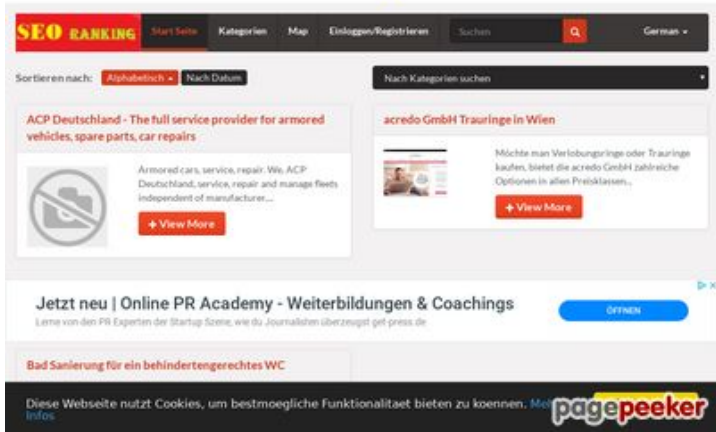 SEO RANKING
Start Seite Kategorien Map Einloggen/Registrieren Suchen German
Sortieren nach: Alphabetisch Nach Datum
Nach Kategorien suchen
ACP Deutschland - The full service provider for armored
vehicles, spare parts, car repairs
Armored cars, service, repair. We, ACP
Deutschland, service, repair and manage fleets
independent of manufacturer....
+ View More
acredo GmbH Trauringe in Wien
Möchte man Verlobungsringe oder Trauringe
kaufen, bietet die acredo GmbH zahlreiche
Optionen in allen Preisklassen...
+ View More
Jetzt neu | Online PR Academy - Weiterbildungen & Coachings
Lerne von den PR Experten der Startup Szene, wie du Journalisten überzeugst get-press.de
ÖFFNEN
Bad Sanierung für ein behindertengerechtes WC
Diese Webseite nutzt Cookies, um bestmoegliche Funktionalitaet bieten zu koennen.
Infos
pagepeeker